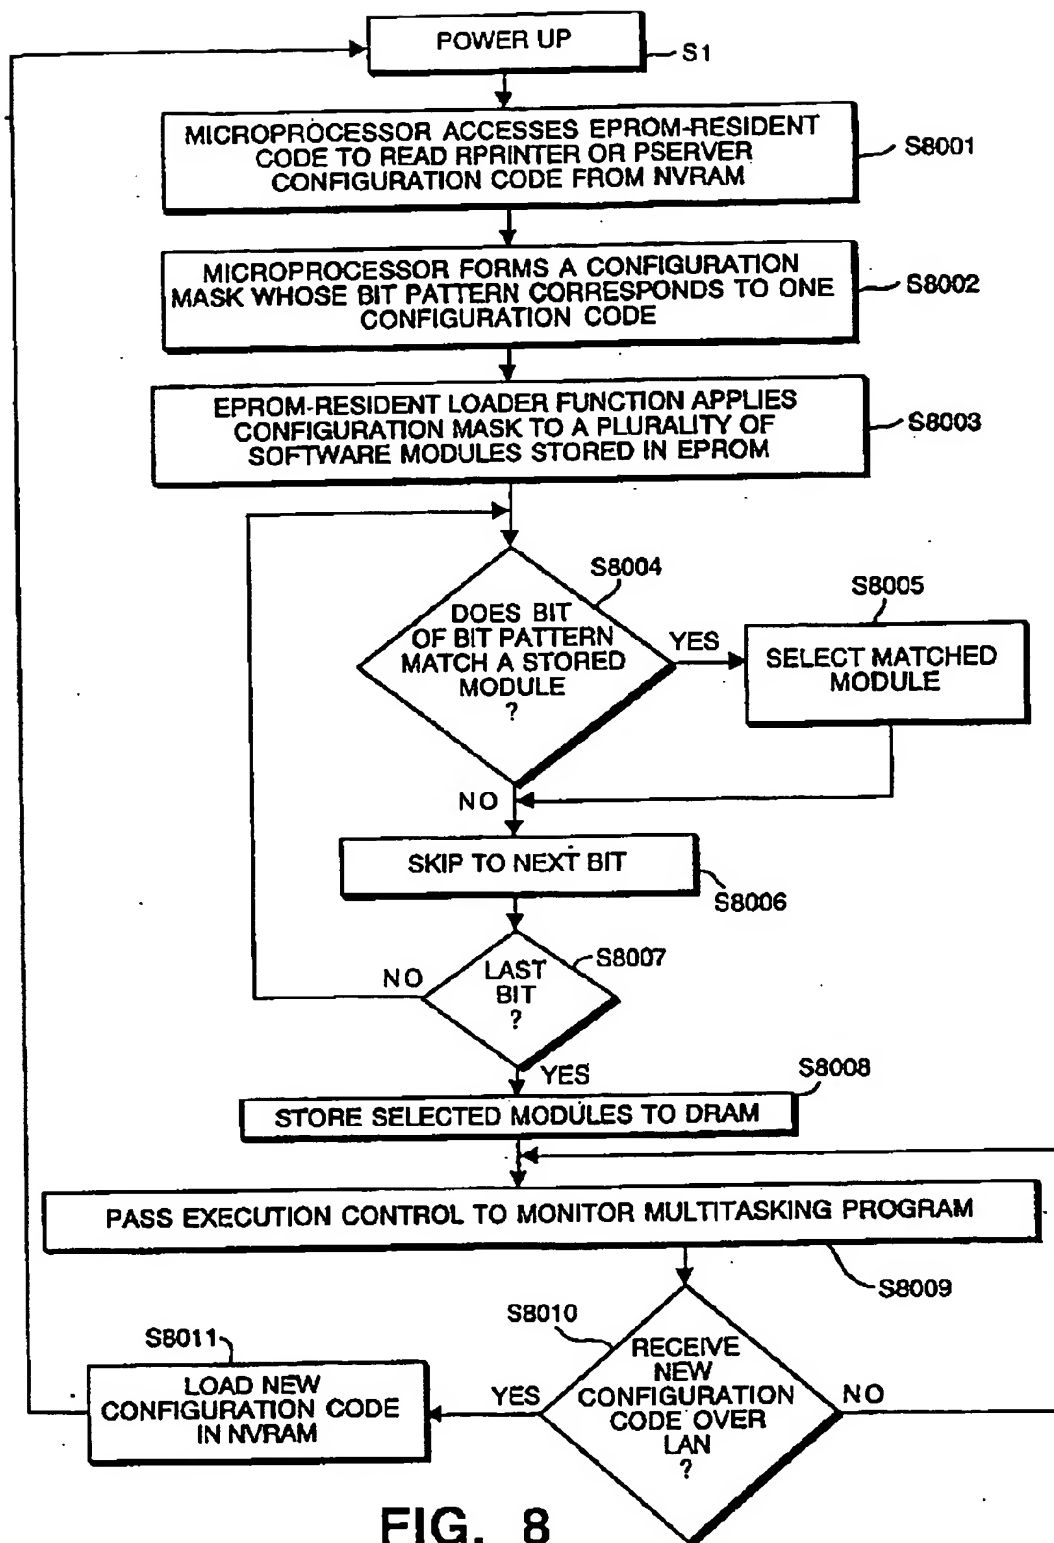 POWER UP
S1
MICROPROCESSOR ACCESSES EPROM-RESIDENT
CODE TO READ RPRINTER OR PSERVER
CONFIGURATION CODE FROM NVRAM
S8001
MICROPROCESSOR FORMS A CONFIGURATION
MASK WHOSE BIT PATTERN CORRESPONDS TO ONE
CONFIGURATION CODE
S8002
EPROM-RESIDENT LOADER FUNCTION APPLIES
CONFIGURATION MASK TO A PLURALITY OF
SOFTWARE MODULES STORED IN EPROM
S8003
S8004
DOES BIT
OF BIT PATTERN
MATCH A STORED
MODULE
?
YES
S8005
SELECT MATCHED
MODULE
NO
SKIP TO NEXT BIT
S8006
S8007
LAST
BIT
?
NO
YES
S8008
STORE SELECTED MODULES TO DRAM
PASS EXECUTION CONTROL TO MONITOR MULTITASKING PROGRAM
S8009
S8010
RECEIVE
NEW
CONFIGURATION
CODE OVER
LAN
?
YES
NO
S8011
LOAD NEW
CONFIGURATION CODE
IN NVRAM
FIG. 8